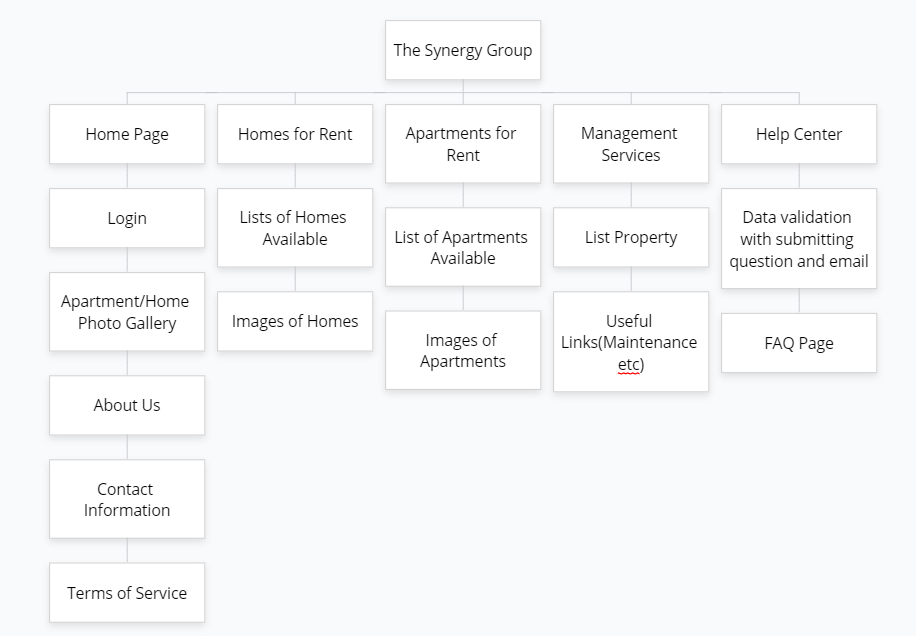 The Synergy Group
Home Page
Login
Apartment/Home
Photo Gallery
About Us
Contact
Information
Terms of Service
Homes for Rent
Lists of Homes
Available
Images of Homes
Apartments for
Rent
List of Apartments
Available
Images of
Apartments
Management
Services
List Property
Useful
Links(Maintenance
etc)
Help Center
Data validation
with submitting
question and email
FAQ Page